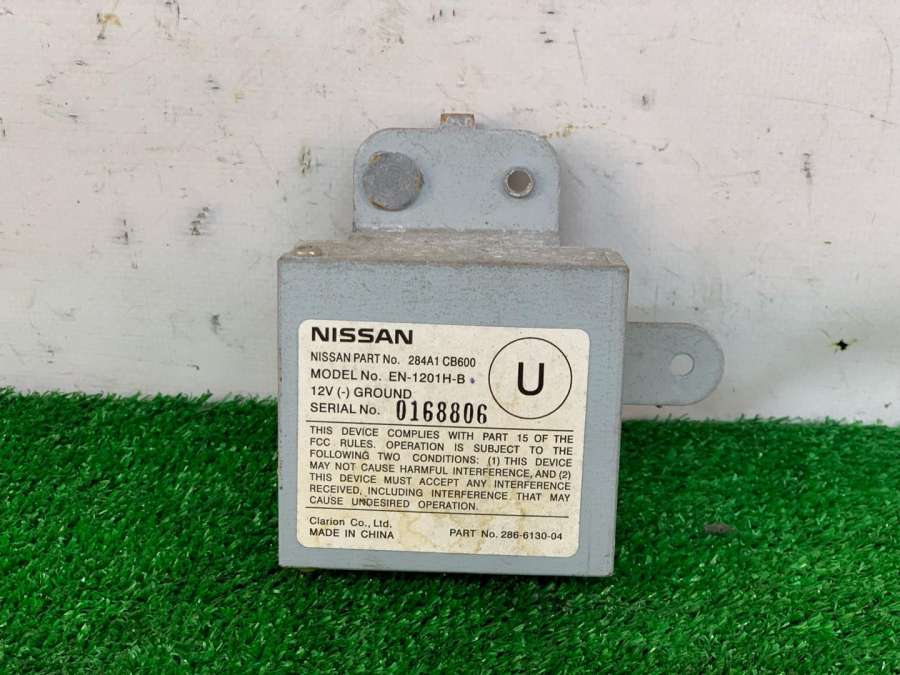 NISSAN
NISSAN PART No. 284A1 CB600
MODEL No. EN-1201H-B
12V (-) GROUND
SERIAL No. 0168806
U
THIS DEVICE COMPLIES WITH PART 15 OF THE
FCC RULES. OPERATION IS SUBJECT TO THE
FOLLOWING TWO CONDITIONS: (1) THIS DEVICE
MAY NOT CAUSE HARMFUL INTERFERENCE, AND (2)
THIS DEVICE MUST ACCEPT ANY INTERFERENCE
RECEIVED, INCLUDING INTERFERENCE THAT MAY
CAUSE UNDESIRED OPERATION.
Clarion Co., Ltd.
MADE IN CHINA
PART No. 286-6130-04